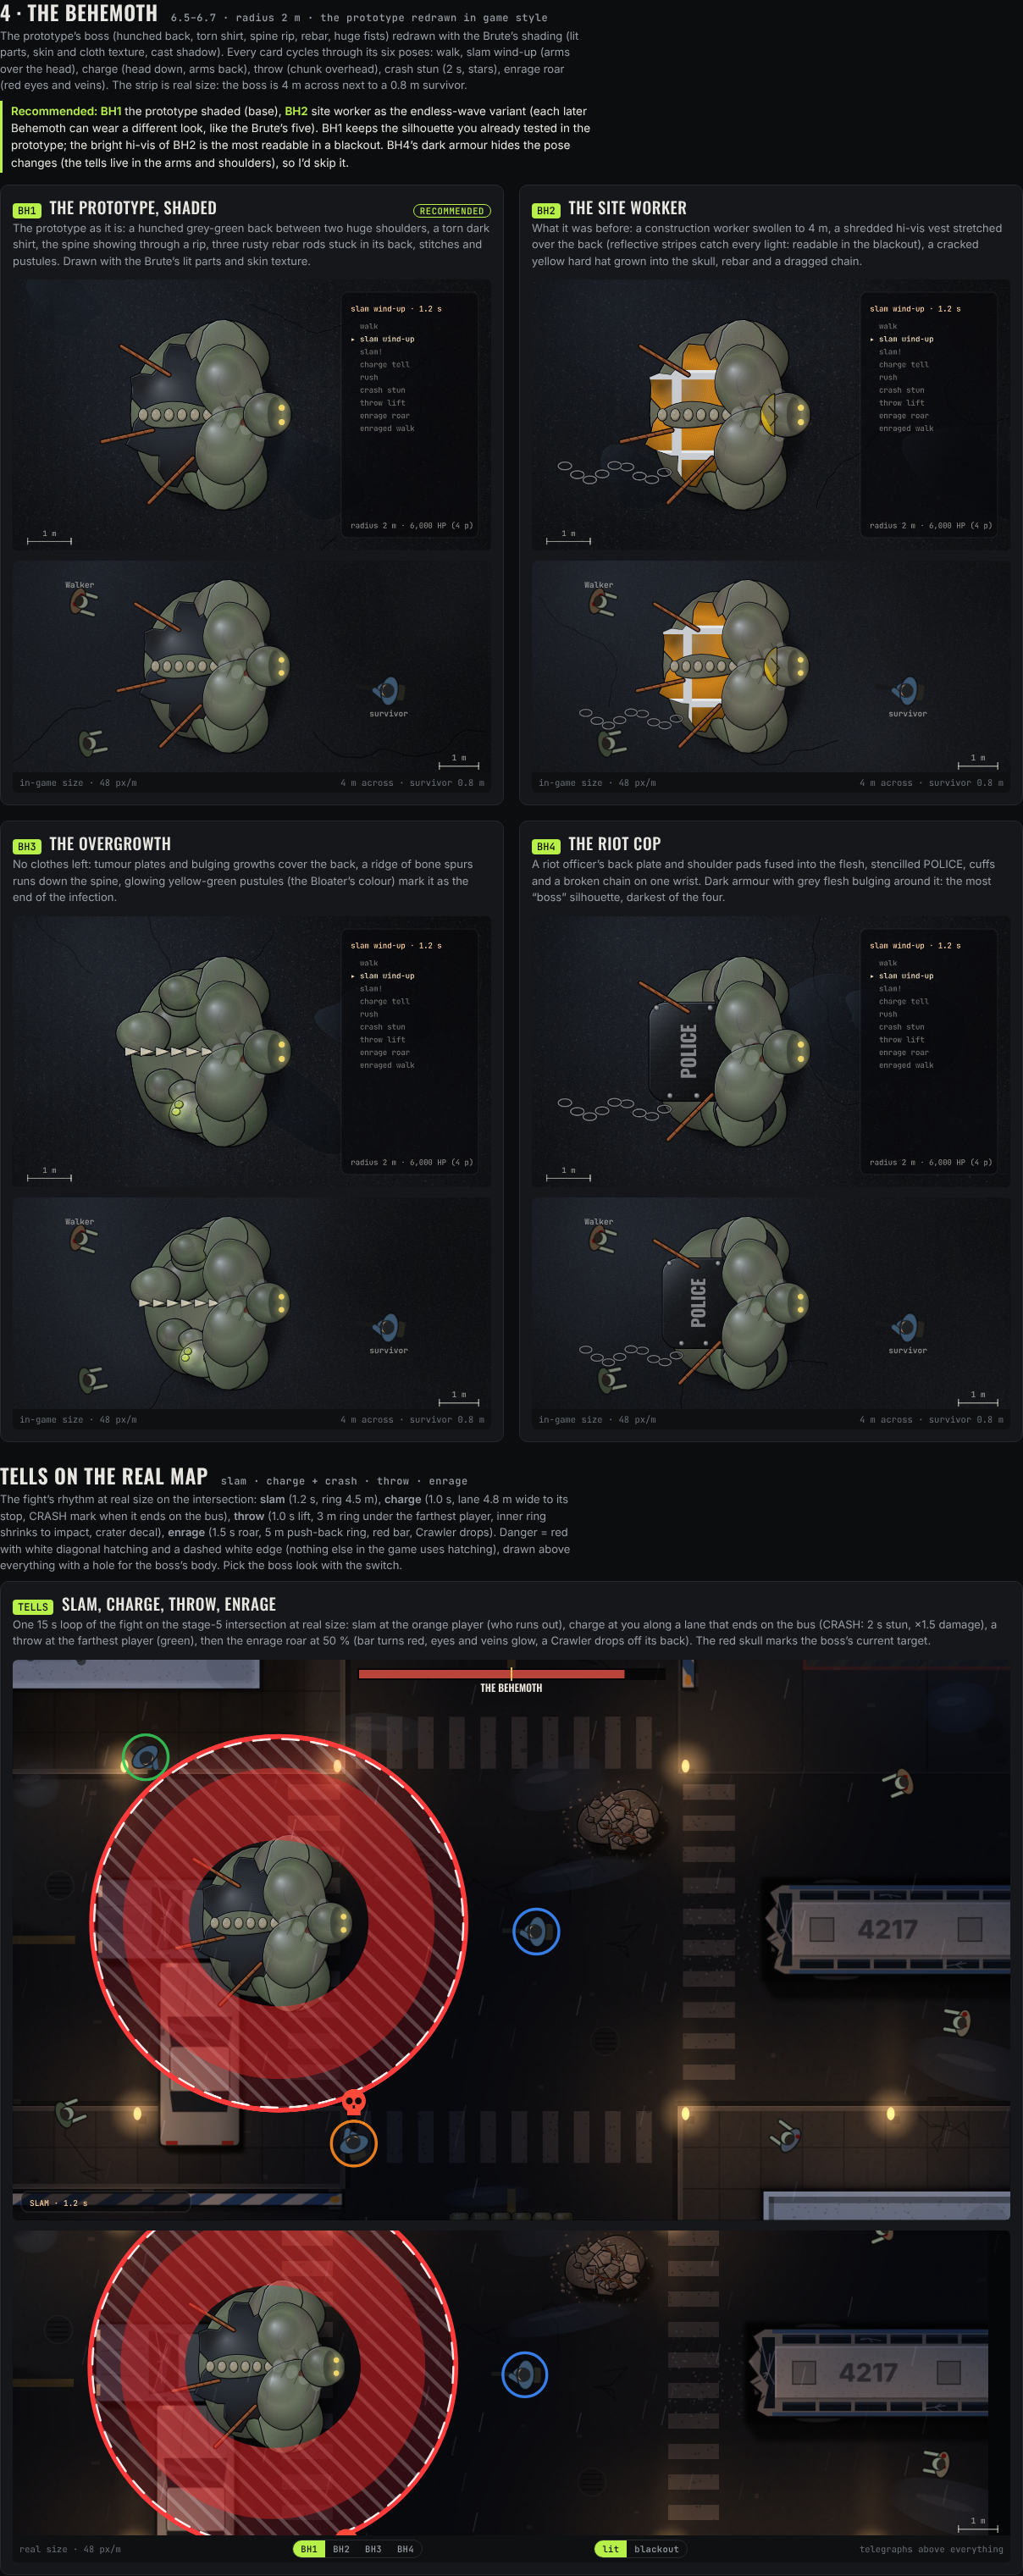 4 · THE BEHEMOTH 6.5–6.7 · radius 2 m · the prototype redrawn in game style
The prototype’s boss (hunched back, torn shirt, spine rip, rebar, huge fists) redrawn with the Brute’s shading (lit
parts, skin and cloth texture, cast shadow). Every card cycles through its six poses: walk, slam wind-up (arms
over the head), charge (head down, arms back), throw (chunk overhead), crash stun (2 s, stars), enrage roar
(red eyes and veins). The strip is real size: the boss is 4 m across next to a 0.8 m survivor.
Recommended: BH1 the prototype shaded (base), BH2 site worker as the endless-wave variant (each later
Behemoth can wear a different look, like the Brute’s five). BH1 keeps the silhouette you already tested in the
prototype; the bright hi-vis of BH2 is the most readable in a blackout. BH4’s dark armour hides the pose
changes (the tells live in the arms and shoulders), so I’d skip it.
BH1 THE PROTOTYPE, SHADED RECOMMENDED
The prototype as it is: a hunched grey-green back between two huge shoulders, a torn dark
shirt, the spine showing through a rip, three rusty rebar rods stuck in its back, stitches and
pustules. Drawn with the Brute’s lit parts and skin texture.
slam wind-up · 1.2 s
walk
▸ slam wind-up
slam!
charge tell
rush
crash stun
throw lift
enrage roar
enraged walk
radius 2 m · 6,000 HP (4 p)
1 m
Walker
survivor
1 m
in-game size · 48 px/m 4 m across · survivor 0.8 m
BH2 THE SITE WORKER
What it was before: a construction worker swollen to 4 m, a shredded hi-vis vest stretched
over the back (reflective stripes catch every light: readable in the blackout), a cracked
yellow hard hat grown into the skull, rebar and a dragged chain.
slam wind-up · 1.2 s
walk
▸ slam wind-up
slam!
charge tell
rush
crash stun
throw lift
enrage roar
enraged walk
radius 2 m · 6,000 HP (4 p)
1 m
Walker
survivor
1 m
in-game size · 48 px/m 4 m across · survivor 0.8 m
BH3 THE OVERGROWTH
No clothes left: tumour plates and bulging growths cover the back, a ridge of bone spurs
runs down the spine, glowing yellow-green pustules (the Bloater’s colour) mark it as the
end of the infection.
slam wind-up · 1.2 s
walk
▸ slam wind-up
slam!
charge tell
rush
crash stun
throw lift
enrage roar
enraged walk
radius 2 m · 6,000 HP (4 p)
1 m
Walker
survivor
1 m
in-game size · 48 px/m 4 m across · survivor 0.8 m
BH4 THE RIOT COP
A riot officer’s back plate and shoulder pads fused into the flesh, stencilled POLICE, cuffs
and a broken chain on one wrist. Dark armour with grey flesh bulging around it: the most
“boss” silhouette, darkest of the four.
slam wind-up · 1.2 s
walk
▸ slam wind-up
slam!
charge tell
rush
crash stun
throw lift
enrage roar
enraged walk
radius 2 m · 6,000 HP (4 p)
POLICE
1 m
Walker
POLICE
survivor
1 m
in-game size · 48 px/m 4 m across · survivor 0.8 m
TELLS ON THE REAL MAP slam · charge + crash · throw · enrage
The fight’s rhythm at real size on the intersection: slam (1.2 s, ring 4.5 m), charge (1.0 s, lane 4.8 m wide to its
stop, CRASH mark when it ends on the bus), throw (1.0 s lift, 3 m ring under the farthest player, inner ring
shrinks to impact, crater decal), enrage (1.5 s roar, 5 m push-back ring, red bar, Crawler drops). Danger = red
with white diagonal hatching and a dashed white edge (nothing else in the game uses hatching), drawn above
everything with a hole for the boss’s body. Pick the boss look with the switch.
TELLS SLAM, CHARGE, THROW, ENRAGE
One 15 s loop of the fight on the stage-5 intersection at real size: slam at the orange player (who runs out), charge at you along a lane that ends on the bus (CRASH: 2 s stun, ×1.5 damage), a
throw at the farthest player (green), then the enrage roar at 50 % (bar turns red, eyes and veins glow, a Crawler drops off its back). The red skull marks the boss’s current target.
THE BEHEMOTH
4217
SLAM · 1.2 s
4217
1 m
real size · 48 px/m BH1 BH2 BH3 BH4 lit blackout telegraphs above everything